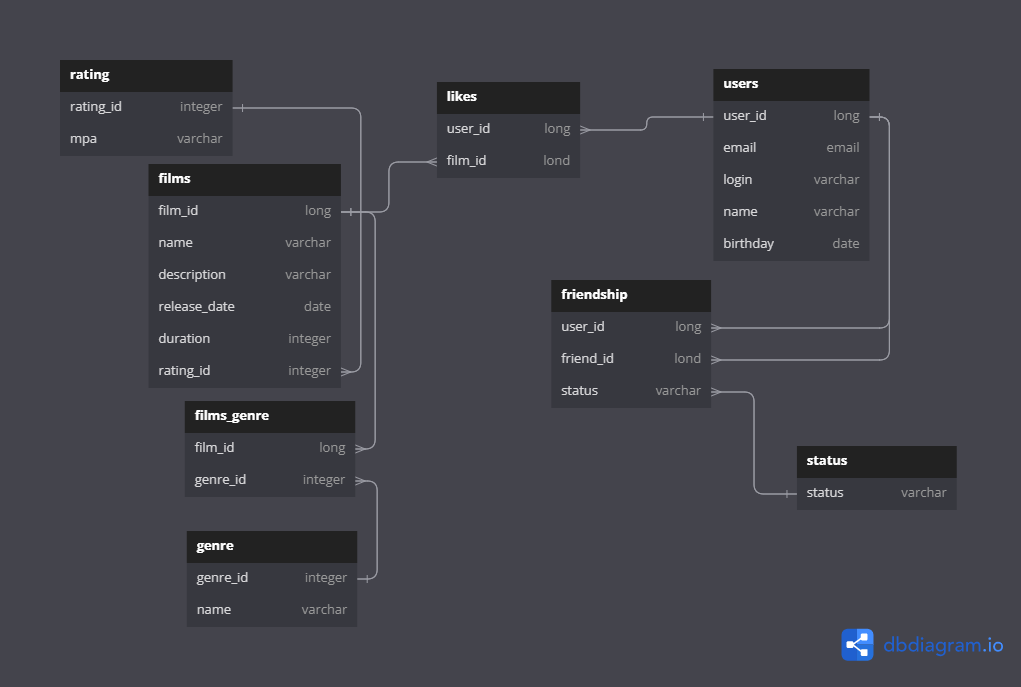 rating
rating_id integer
mpa varchar
films
film_id long
name varchar
description varchar
release_date date
duration integer
rating_id integer
films_genre
film_id long
genre_id integer
genre
genre_id integer
name varchar
likes
user_id long
film_id lond
users
user_id long
email email
login varchar
name varchar
birthday date
friendship
user_id long
friend_id lond
status varchar
status
status varchar
dbdiagram.io